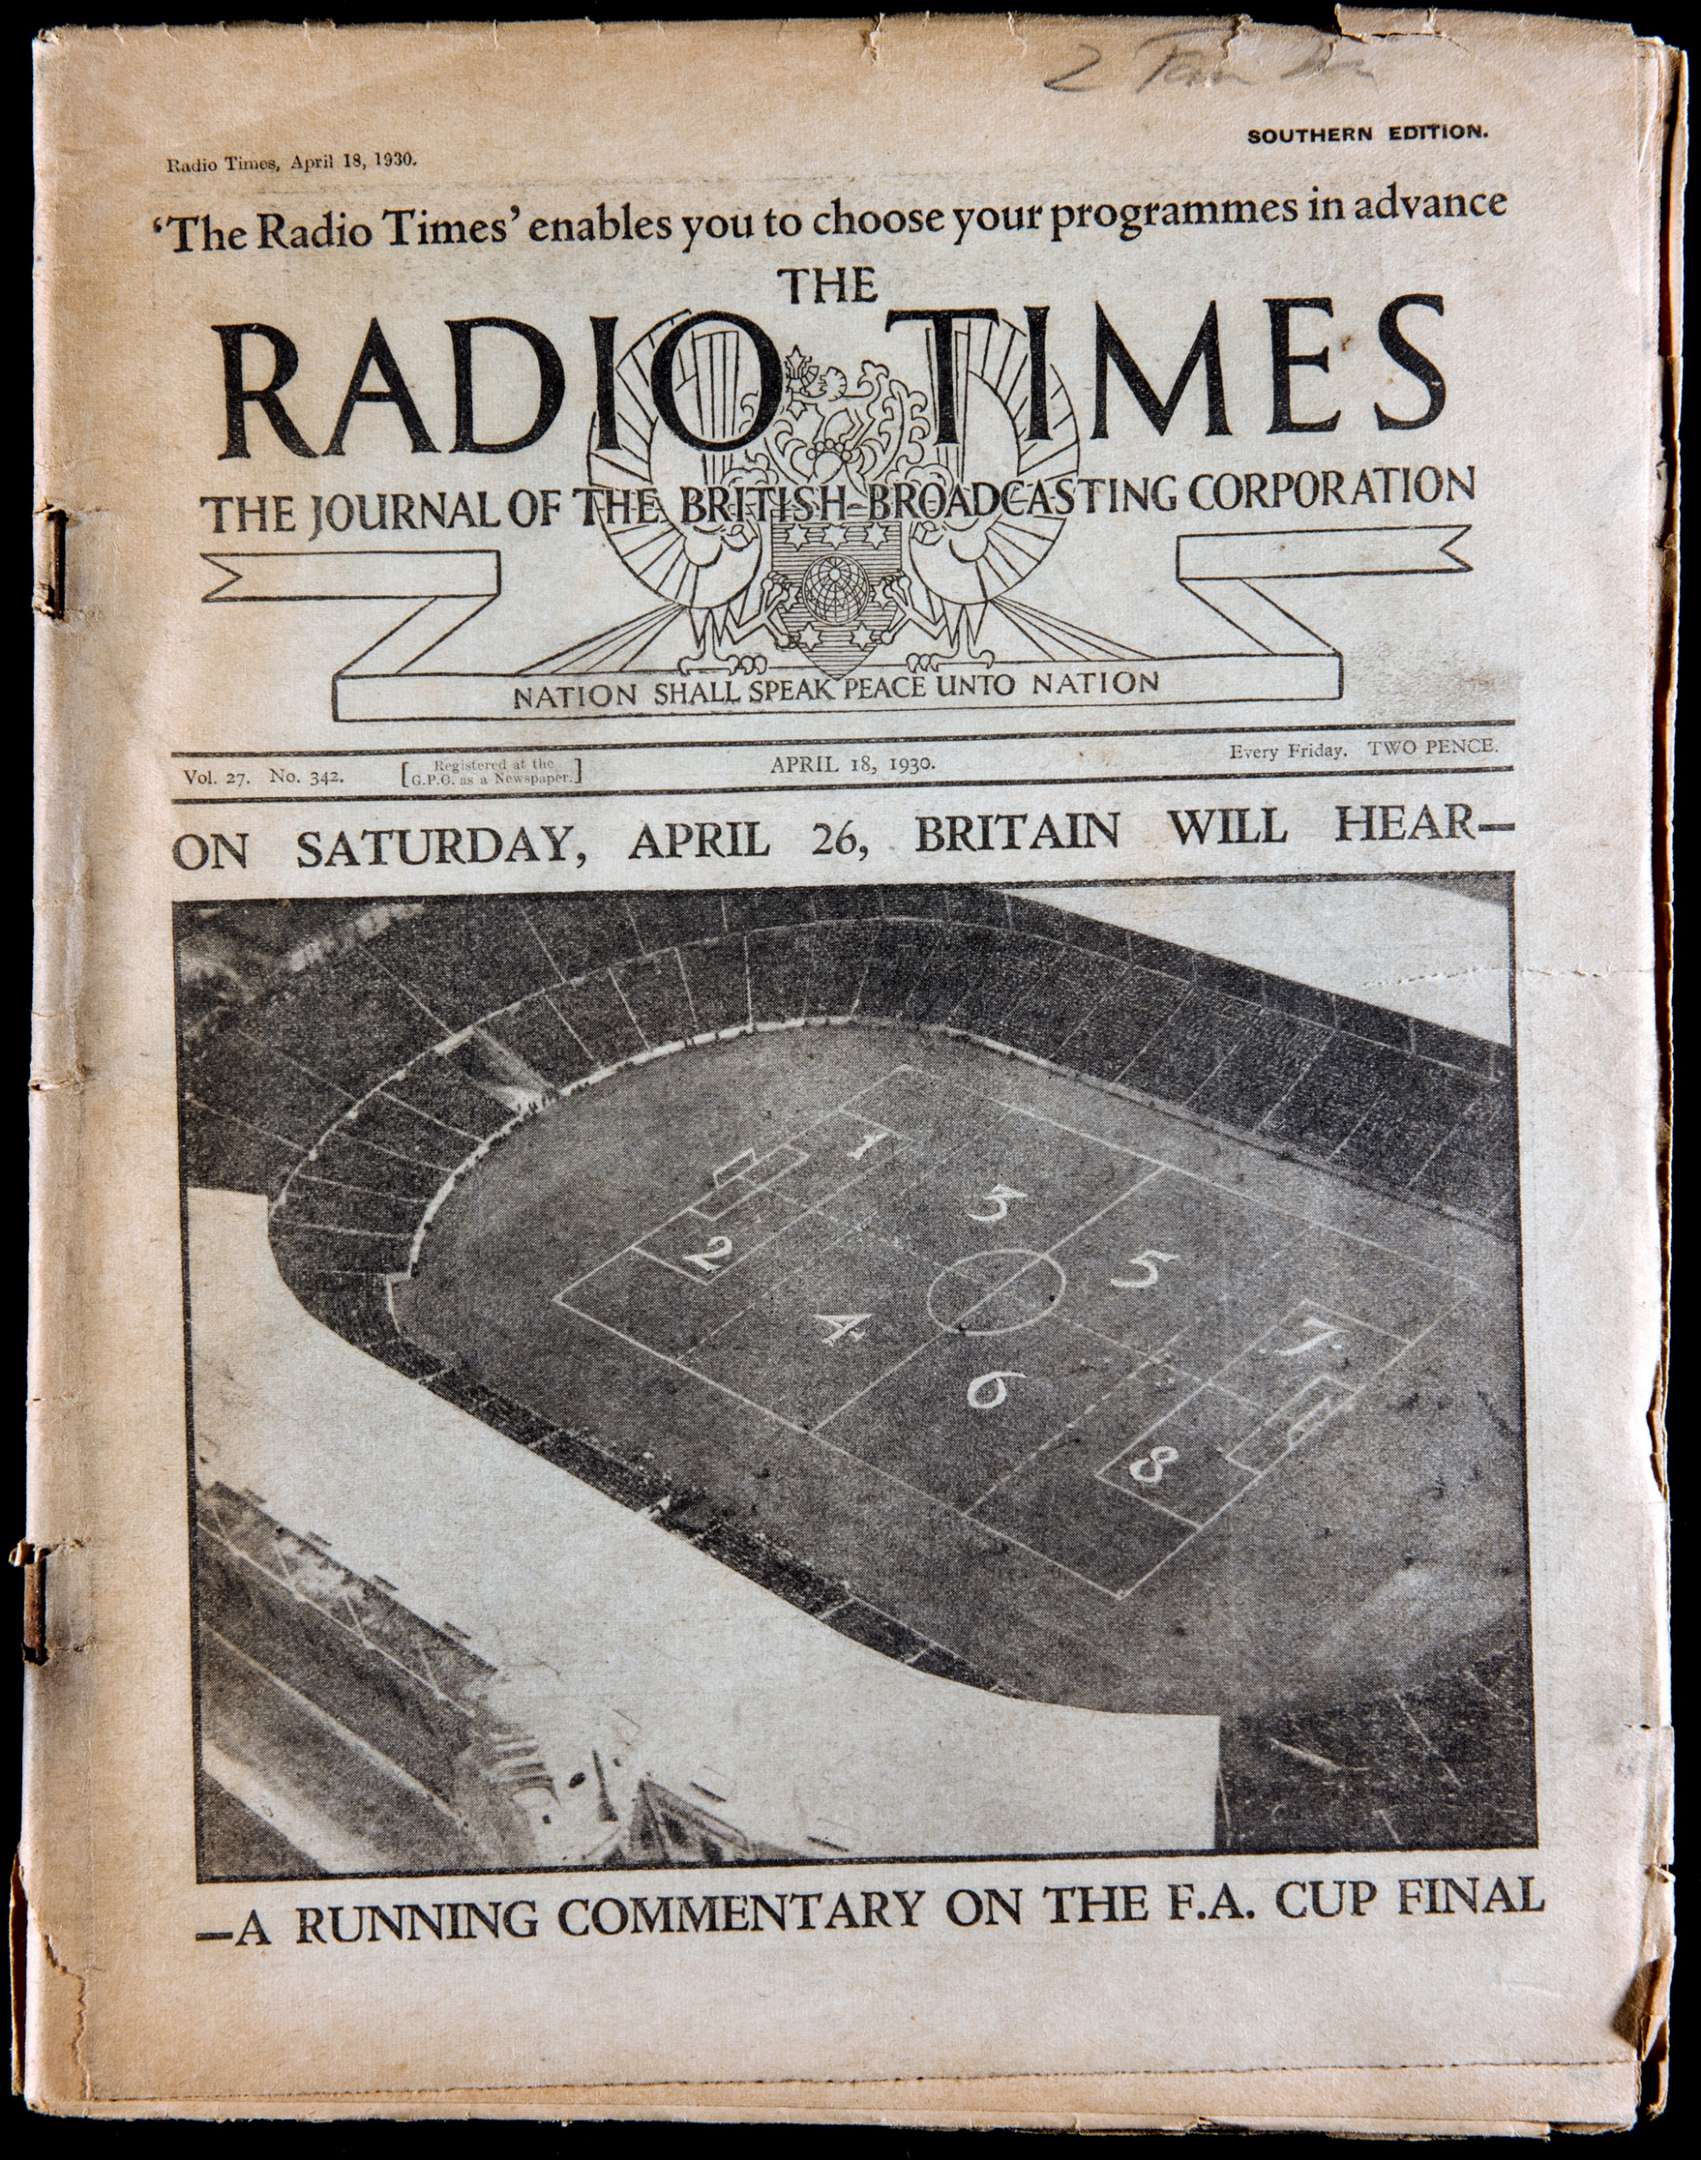 2
SOUTHERN EDITION.
Radio Times, April 18, 1930.
‘The Radio Times’ enables you to choose your programmes in advance
THE
RADIO TIMES
THE JOURNAL OF THE BRITISH BROADCASTING CORPORATION
NATION SHALL SPEAK PEACE UNTO NATION
Vol. 27. No. 342. [Registered at the G.P.O. as a Newspaper.] APRIL 18, 1930. Every Friday. TWO PENCE.
ON SATURDAY, APRIL 26, BRITAIN WILL HEAR—
1
3
2
5
4
7
6
8
—A RUNNING COMMENTARY ON THE F.A. CUP FINAL